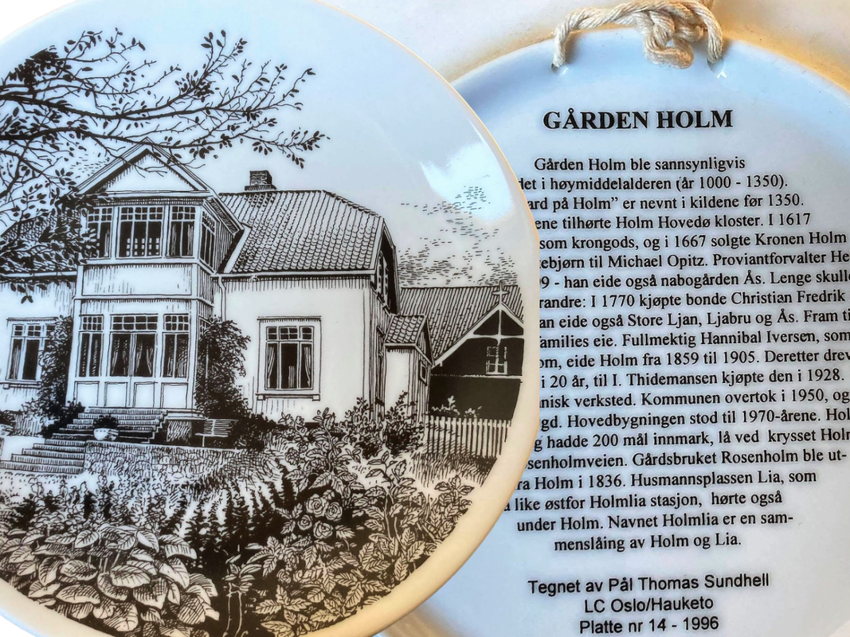 GÅRDEN HOLM
Gården Holm ble sannsynligvis
det i høymiddelalderen (år 1000 - 1350).
ard på Holm" er nevnt i kildene før 1350.
ene tilhørte Holm Hovedø kloster. I 1617
som krongods, og i 1667 solgte Kronen Holm
ebjørn til Michael Opitz. Proviantforvalter He
9 - han eide også nabogården Ås. Lenge skulle
randre: I 1770 kjøpte bonde Christian Fredrik
an eide også Store Ljan, Ljabru og Ås. Fram ti
families eie. Fullmektig Hannibal Iversen, som
om, eide Holm fra 1859 til 1905. Deretter drev
i 20 år, til I. Thidemansen kjøpte den i 1928.
nisk verksted. Kommunen overtok i 1950, og
gd. Hovedbygningen stod til 1970-årene. Hol
g hadde 200 mål innmark, lå ved krysset Holm
senholmveien. Gårdsbruket Rosenholm ble ut-
ra Holm i 1836. Husmannsplassen Lia, som
like østfor Holmlia stasjon, hørte også
under Holm. Navnet Holmlia er en sam-
menslåing av Holm og Lia.
Tegnet av Pål Thomas Sundhell
LC Oslo/Hauketo
Platte nr 14 - 1996